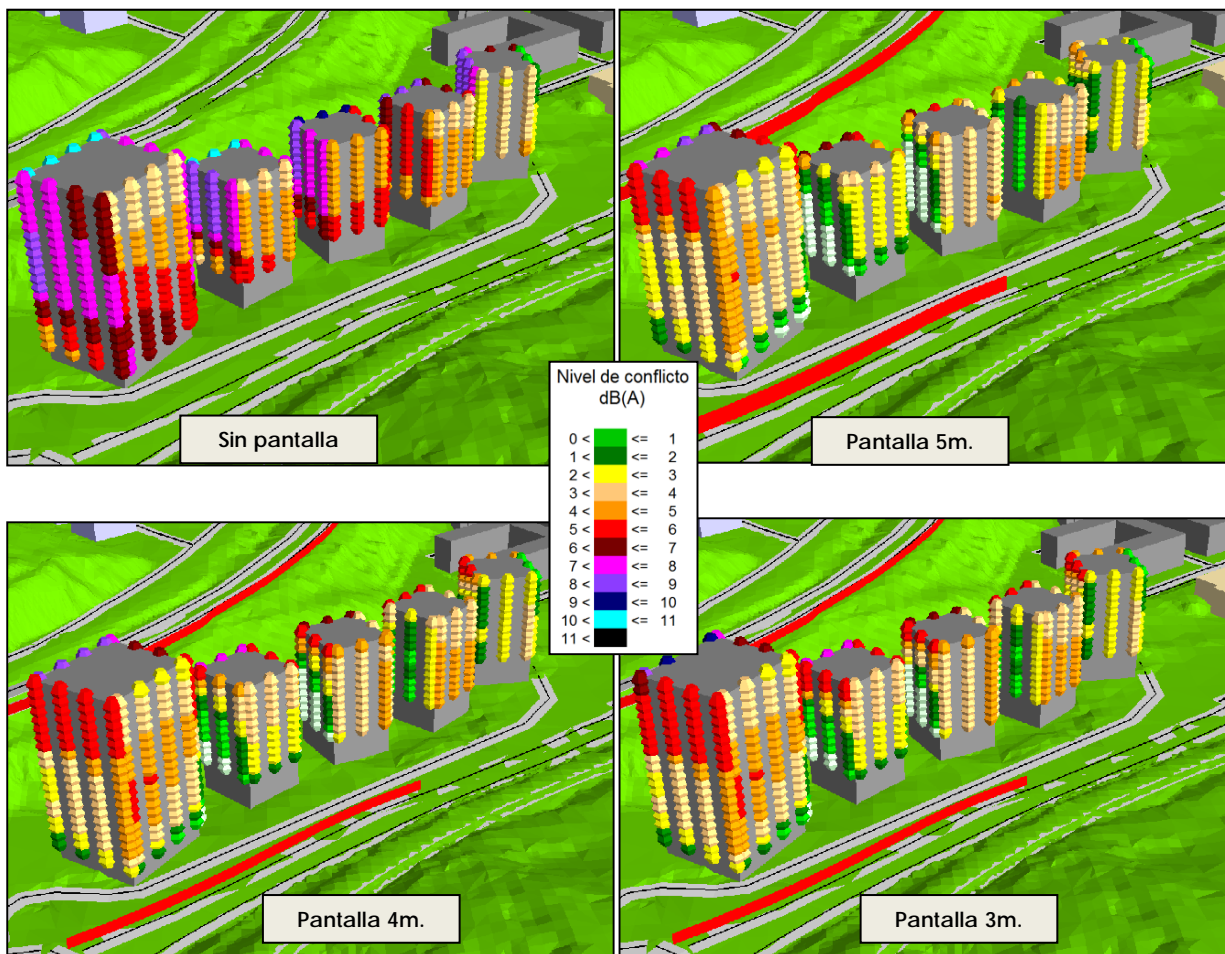 Sin pantalla
Pantalla 5m.
Nivel de conflicto
dB(A)
0 < <= 1
1 < <= 2
2 < <= 3
3 < <= 4
4 < <= 5
5 < <= 6
6 < <= 7
7 < <= 8
8 < <= 9
9 < <= 10
10 < <= 11
11 <
Pantalla 4m.
Pantalla 3m.